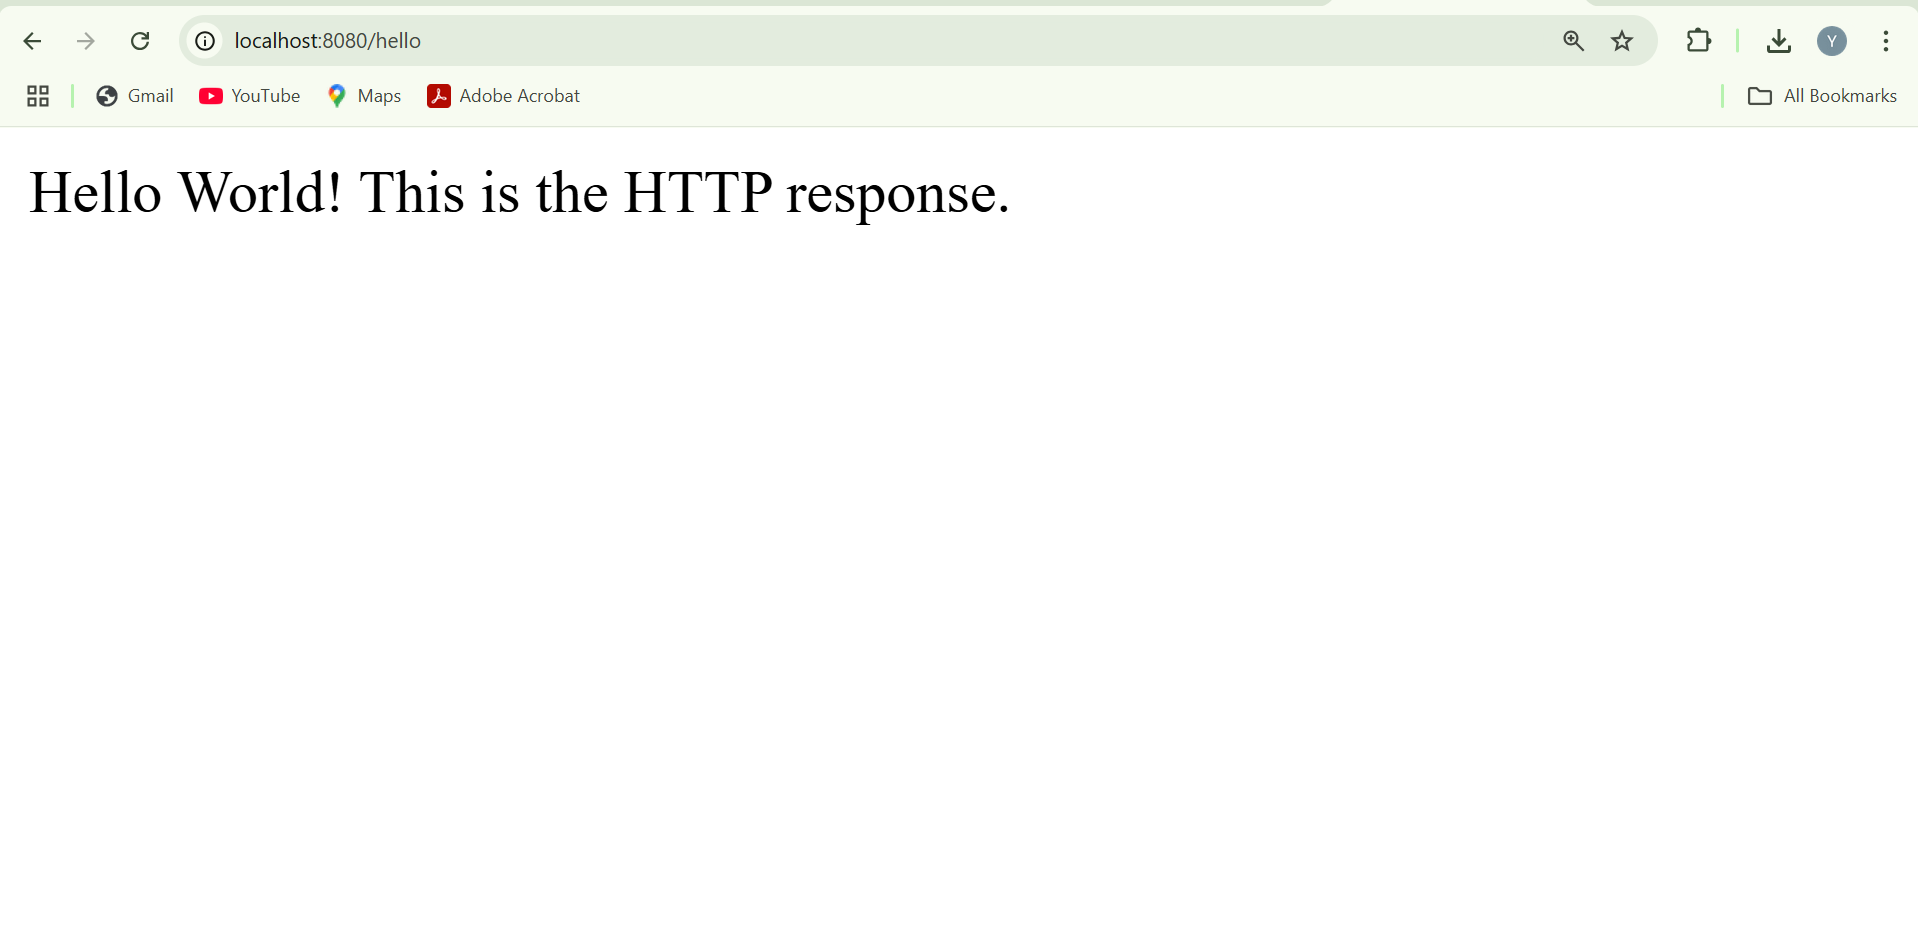 localhost:8080/hello
Y
Gmail
YouTube
Maps
Adobe Acrobat
All Bookmarks
Hello World! This is the HTTP response.